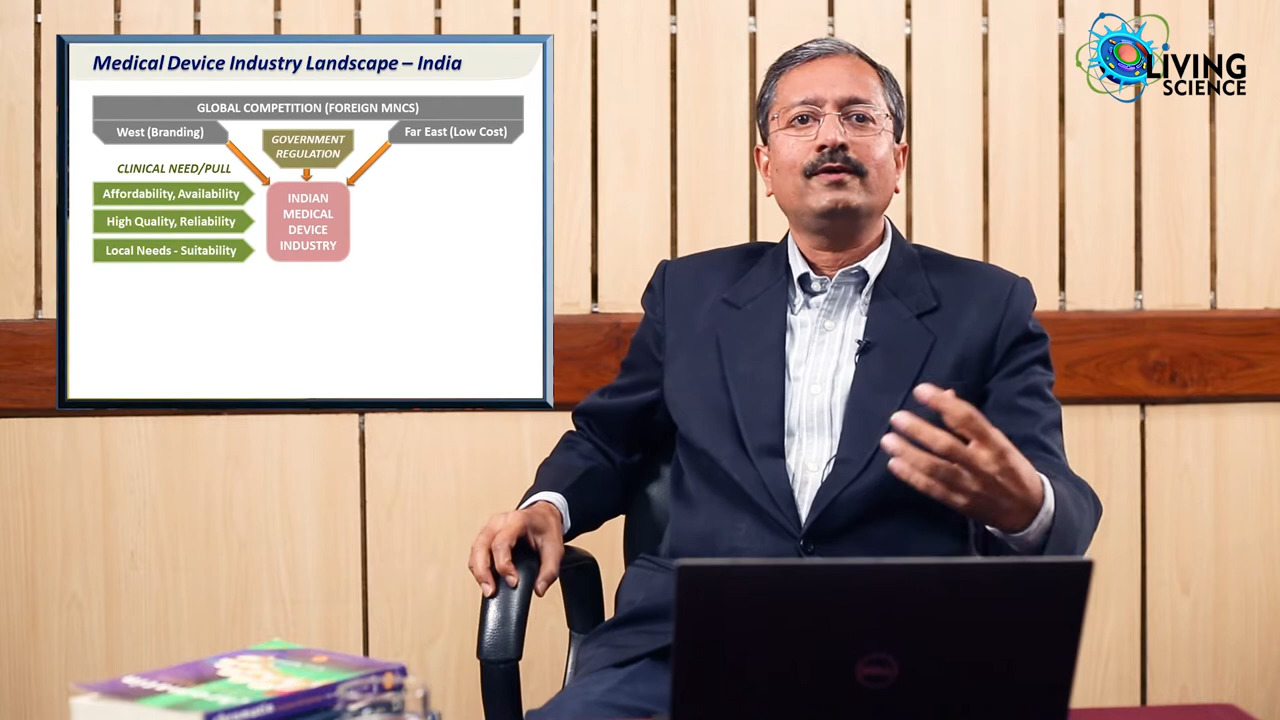 Medical Device Industry Landscape – India
GLOBAL COMPETITION (FOREIGN MNCS)
West (Branding)
Far East (Low Cost)
GOVERNMENT
REGULATION
CLINICAL NEED/PULL
Affordability, Availability
High Quality, Reliability
Local Needs - Suitability
INDIAN
MEDICAL
DEVICE
INDUSTRY
LIVING
SCIENCE
DELL